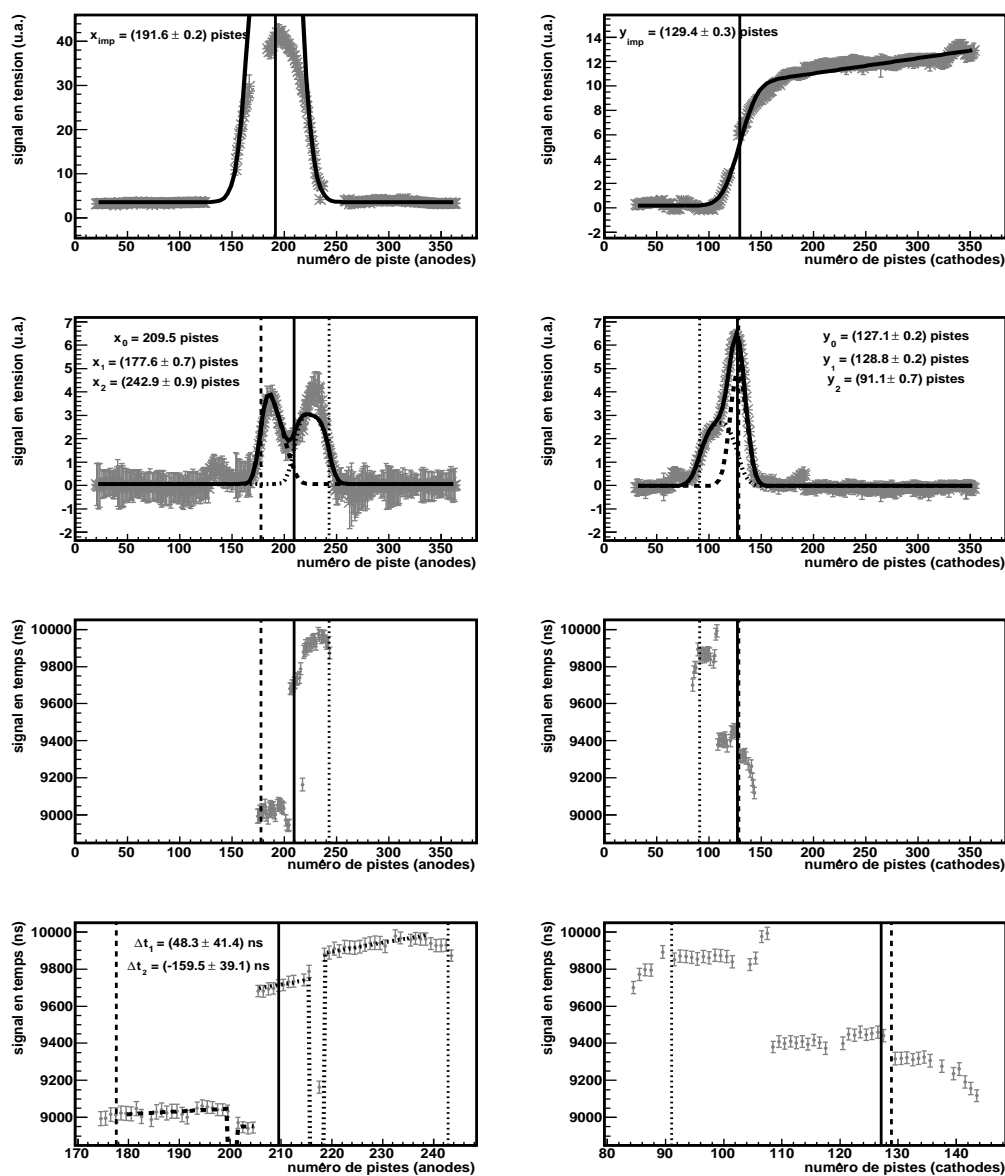 signal en tension (u.a.)
40
30
20
10
0
x_imp = (191.6 ± 0.2) pistes
0 50 100 150 200 250 300 350
numéro de piste (anodes)
signal en tension (u.a.)
14
12
10
8
6
4
2
0
-2
y_imp = (129.4 ± 0.3) pistes
0 50 100 150 200 250 300 350
numéro de pistes (cathodes)
signal en tension (u.a.)
7
6
5
4
3
2
1
0
-1
-2
x_0 = 209.5 pistes
x_1 = (177.6 ± 0.7) pistes
x_2 = (242.9 ± 0.9) pistes
0 50 100 150 200 250 300 350
numéro de piste (anodes)
signal en tension (u.a.)
7
6
5
4
3
2
1
0
-1
-2
y_0 = (127.1 ± 0.2) pistes
y_1 = (128.8 ± 0.2) pistes
y_2 = (91.1 ± 0.7) pistes
0 50 100 150 200 250 300 350
numéro de pistes (cathodes)
signal en temps (ns)
10000
9800
9600
9400
9200
9000
0 50 100 150 200 250 300 350
numéro de pistes (anodes)
signal en temps (ns)
10000
9800
9600
9400
9200
9000
0 50 100 150 200 250 300 350
numéro de pistes (cathodes)
signal en temps (ns)
10000
9800
9600
9400
9200
9000
Δt_1 = (48.3 ± 41.4) ns
Δt_2 = (-159.5 ± 39.1) ns
170 180 190 200 210 220 230 240
numéro de pistes (anodes)
signal en temps (ns)
10000
9800
9600
9400
9200
9000
80 90 100 110 120 130 140
numéro de pistes (cathodes)